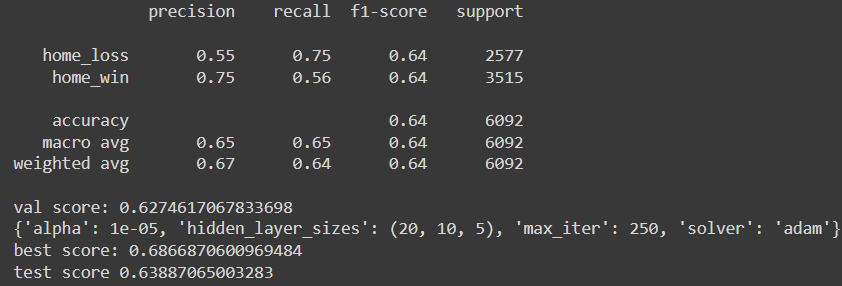 precision recall f1-score support
home_loss 0.55 0.75 0.64 2577
home_win 0.75 0.56 0.64 3515
accuracy 0.64 6092
macro avg 0.65 0.65 0.64 6092
weighted avg 0.67 0.64 0.64 6092
val score: 0.6274617067833698
{'alpha': 1e-05, 'hidden_layer_sizes': (20, 10, 5), 'max_iter': 250, 'solver': 'adam'}
best score: 0.6866870600969484
test score 0.63887065003283